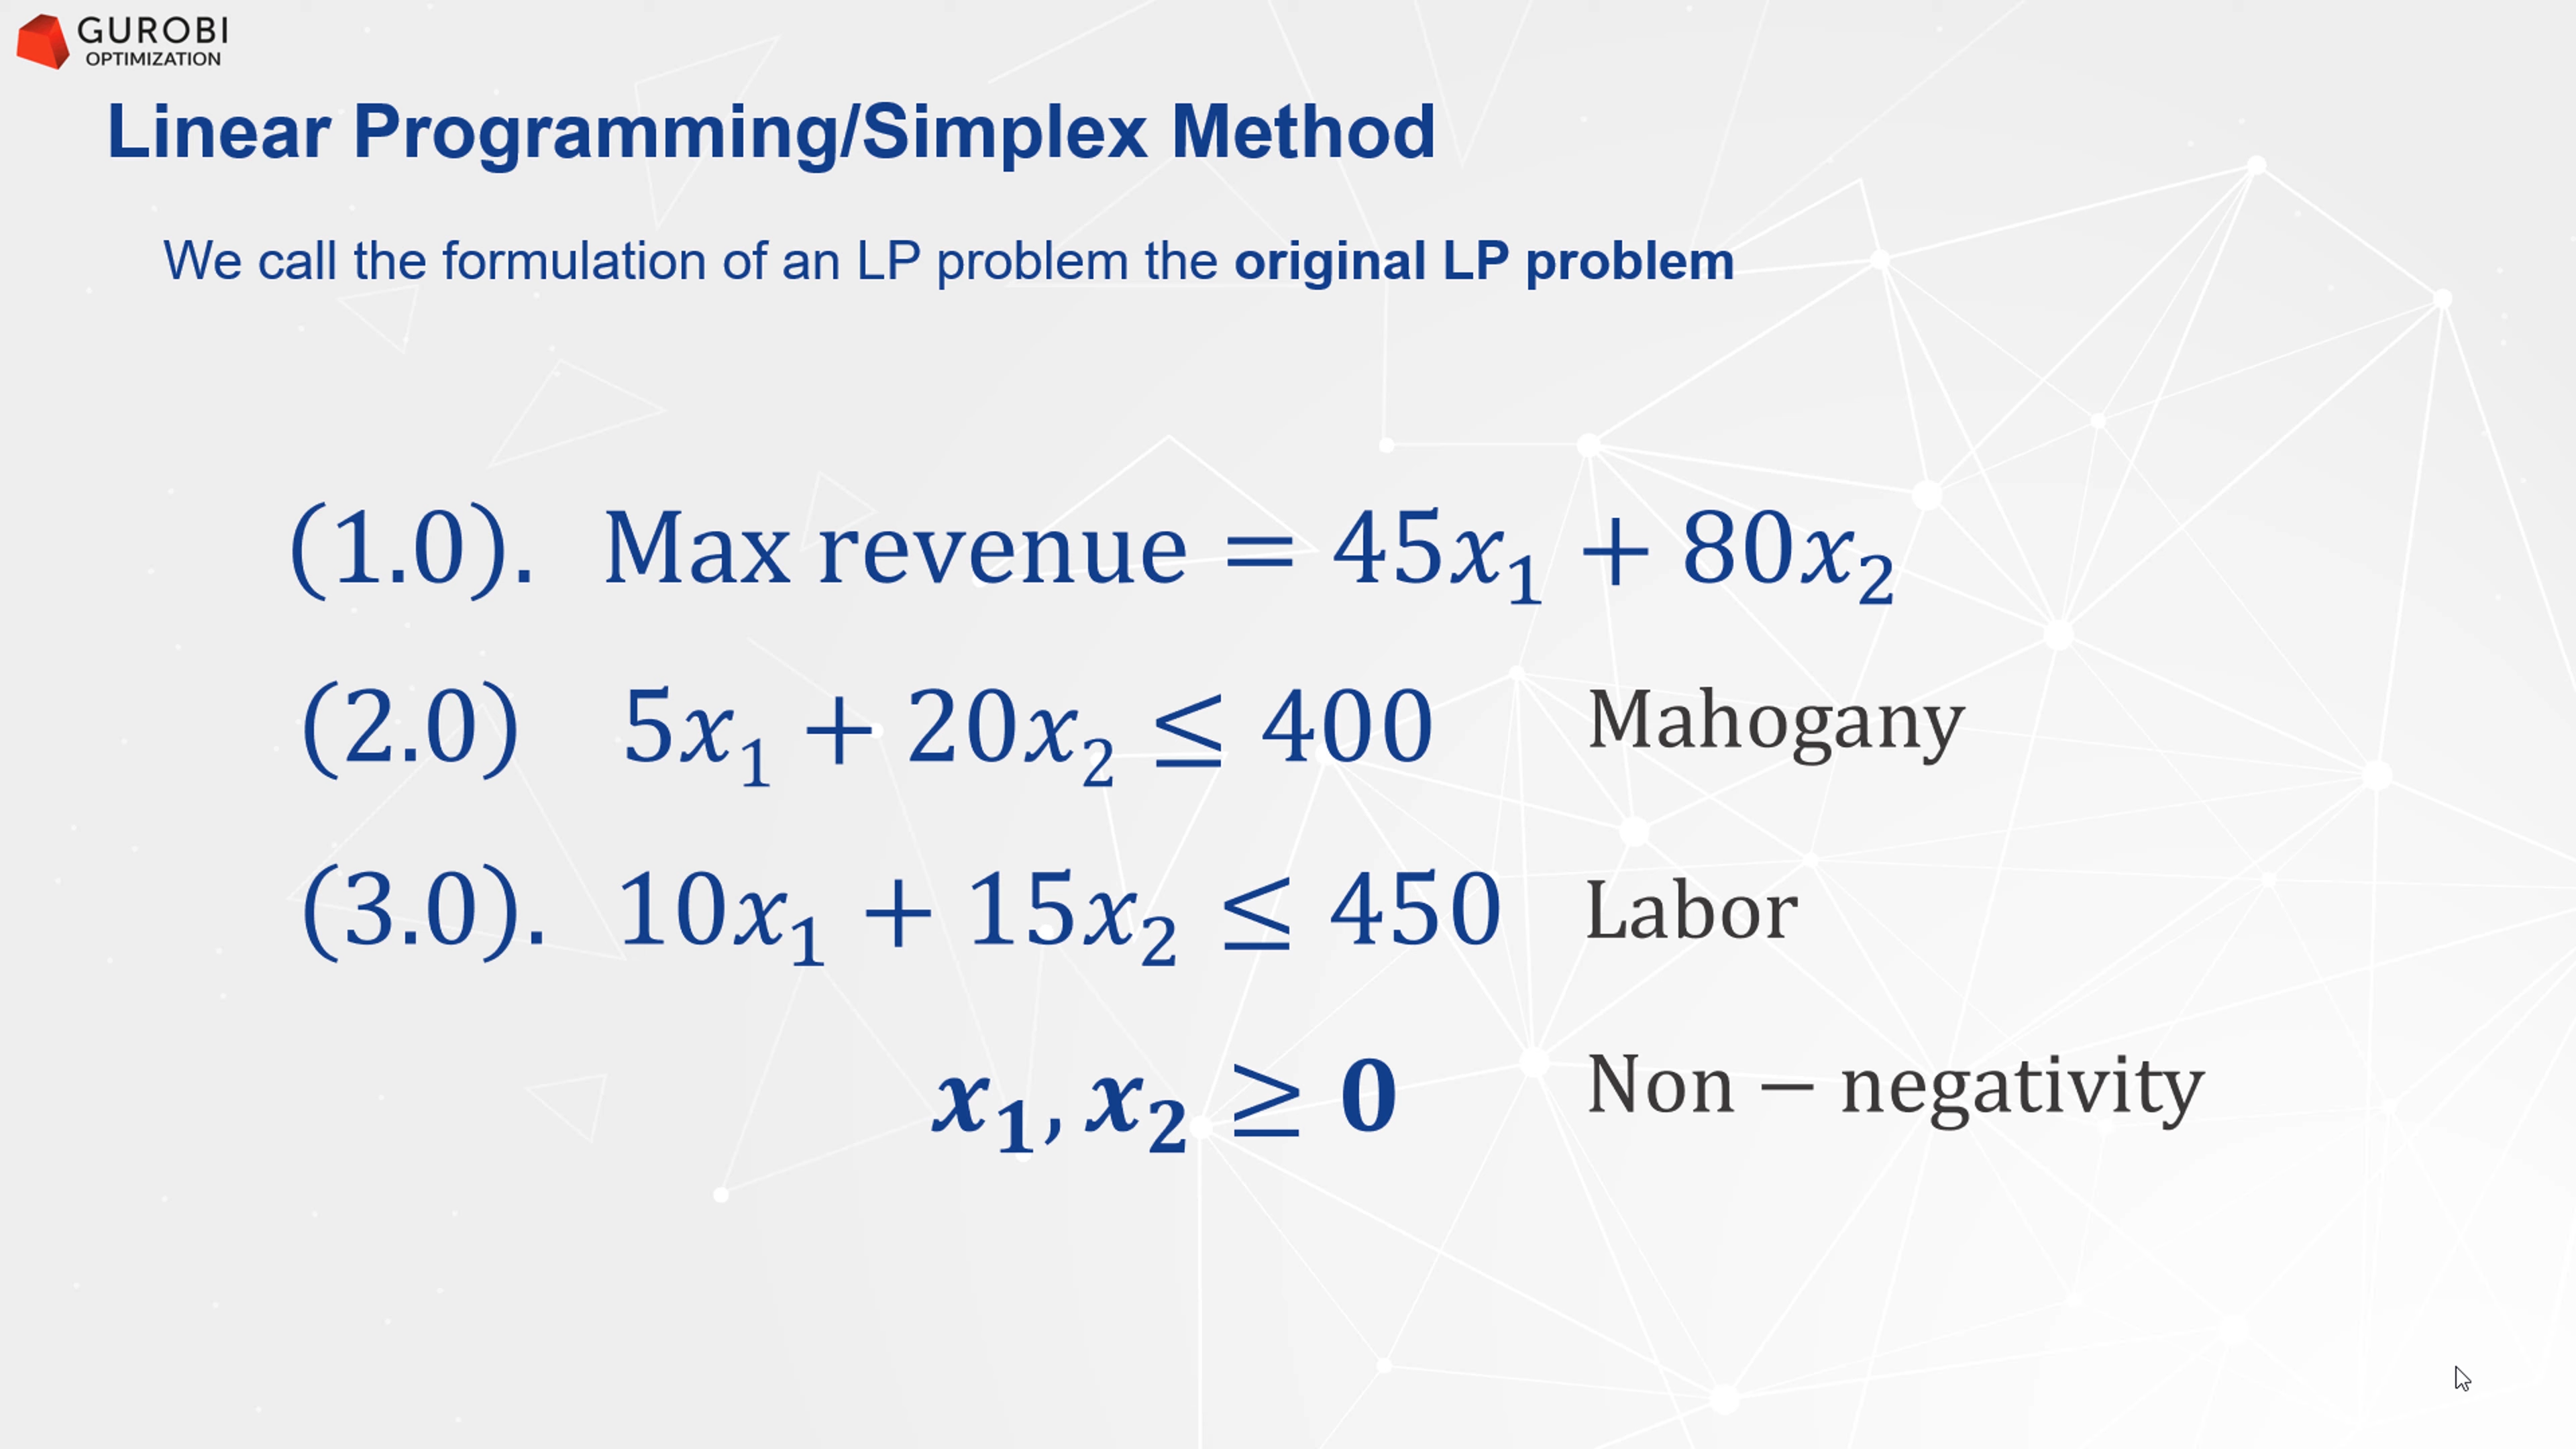 GUROBI
OPTIMIZATION
Linear Programming/Simplex Method
We call the formulation of an LP problem the original LP problem
(1.0). Max revenue = 45x₁ + 80x₂
(2.0) 5x₁ + 20x₂ ≤ 400 Mahogany
(3.0). 10x₁ + 15x₂ ≤ 450 Labor
x₁, x₂ ≥ 0 Non − negativity